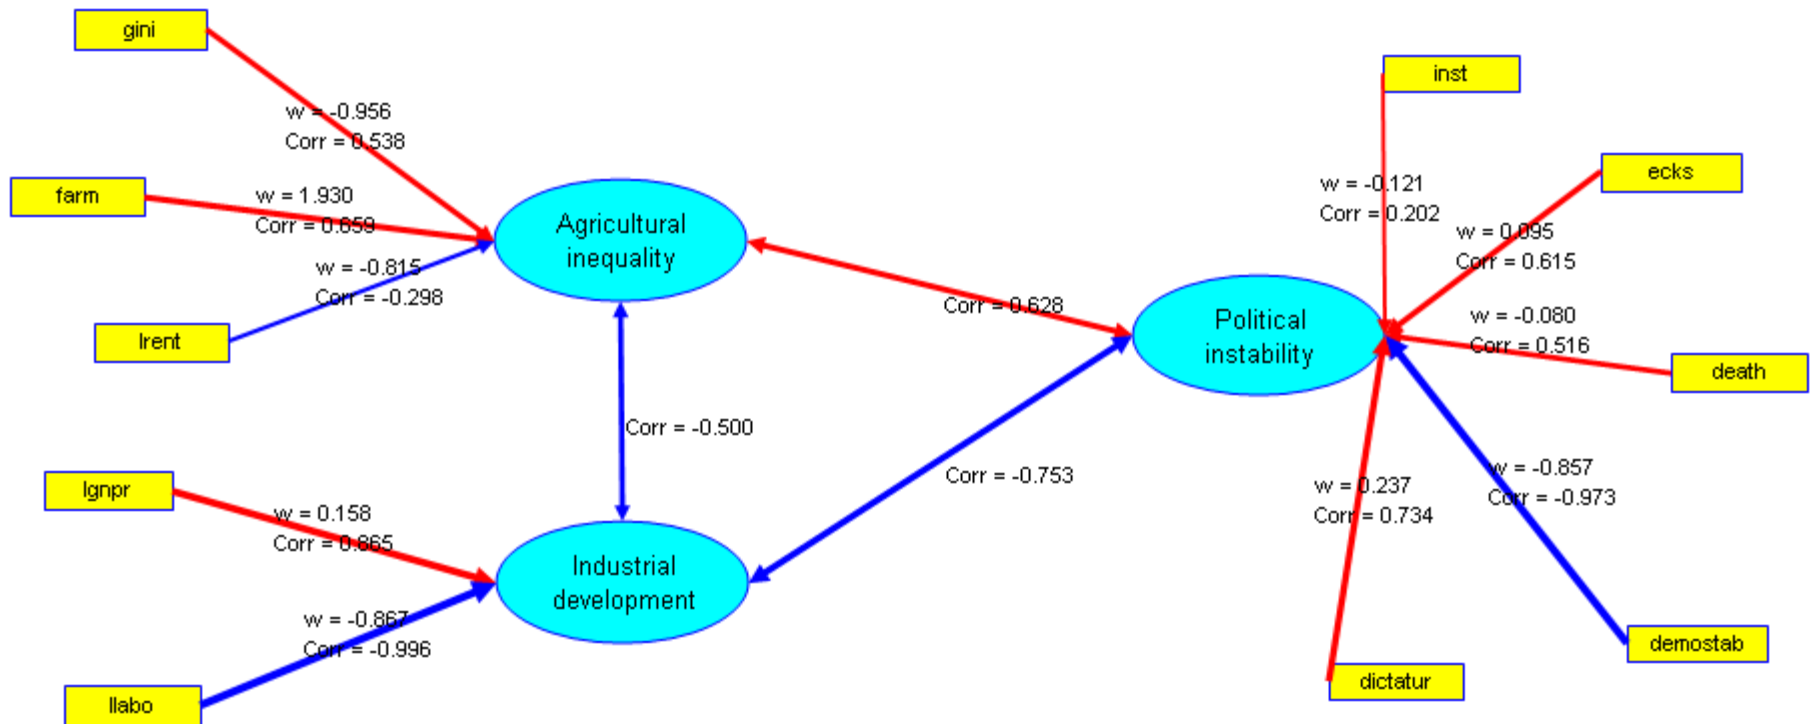 gini
w = -0.956
Corr = 0.538
farm
w = 1.930
Corr = 0.659
lrent
w = -0.815
Corr = -0.298
Agricultural
inequality
Corr = 0.628
Corr = -0.500
lgnpr
w = 0.158
Corr = 0.865
llabo
w = -0.867
Corr = -0.996
Industrial
development
Corr = -0.753
Political
instability
inst
w = -0.121
Corr = 0.202
ecks
w = 0.095
Corr = 0.615
death
w = -0.080
Corr = 0.516
demostab
w = -0.857
Corr = -0.973
dictatur
w = 0.237
Corr = 0.734